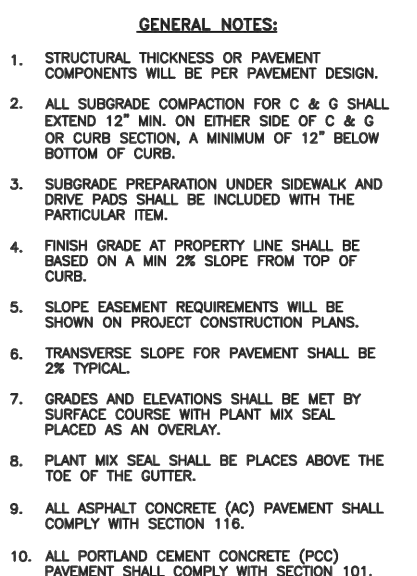 GENERAL NOTES:
1. STRUCTURAL THICKNESS OR PAVEMENT
COMPONENTS WILL BE PER PAVEMENT DESIGN.
2. ALL SUBGRADE COMPACTION FOR C & G SHALL
EXTEND 12" MIN. ON EITHER SIDE OF C & G
OR CURB SECTION, A MINIMUM OF 12" BELOW
BOTTOM OF CURB.
3. SUBGRADE PREPARATION UNDER SIDEWALK AND
DRIVE PADS SHALL BE INCLUDED WITH THE
PARTICULAR ITEM.
4. FINISH GRADE AT PROPERTY LINE SHALL BE
BASED ON A MIN 2% SLOPE FROM TOP OF
CURB.
5. SLOPE EASEMENT REQUIREMENTS WILL BE
SHOWN ON PROJECT CONSTRUCTION PLANS.
6. TRANSVERSE SLOPE FOR PAVEMENT SHALL BE
2% TYPICAL.
7. GRADES AND ELEVATIONS SHALL BE MET BY
SURFACE COURSE WITH PLANT MIX SEAL
PLACED AS AN OVERLAY.
8. PLANT MIX SEAL SHALL BE PLACES ABOVE THE
TOE OF THE GUTTER.
9. ALL ASPHALT CONCRETE (AC) PAVEMENT SHALL
COMPLY WITH SECTION 116.
10. ALL PORTLAND CEMENT CONCRETE (PCC)
PAVEMENT SHALL COMPLY WITH SECTION 101.